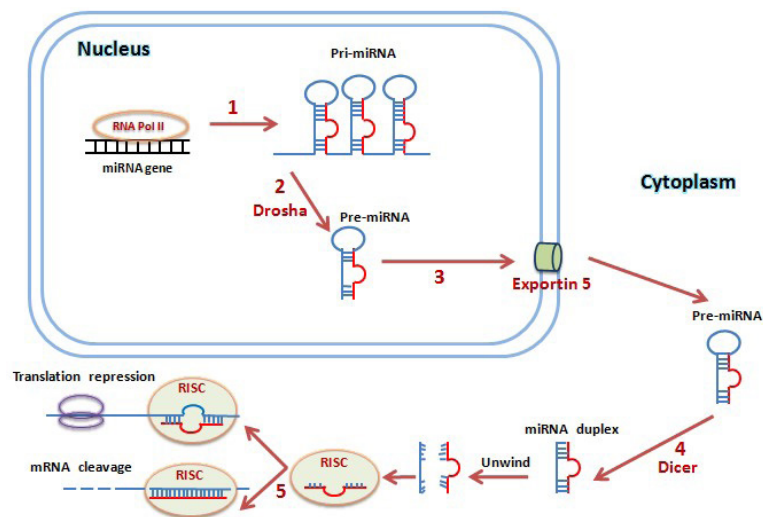 Nucleus
Pri-miRNA
1
RNA Pol II
miRNA gene
2
Drosha
Pre-miRNA
Cytoplasm
3
Exportin 5
Pre-miRNA
Translation repression
RISC
miRNA duplex
4
Dicer
Unwind
mRNA cleavage
RISC
5
RISC